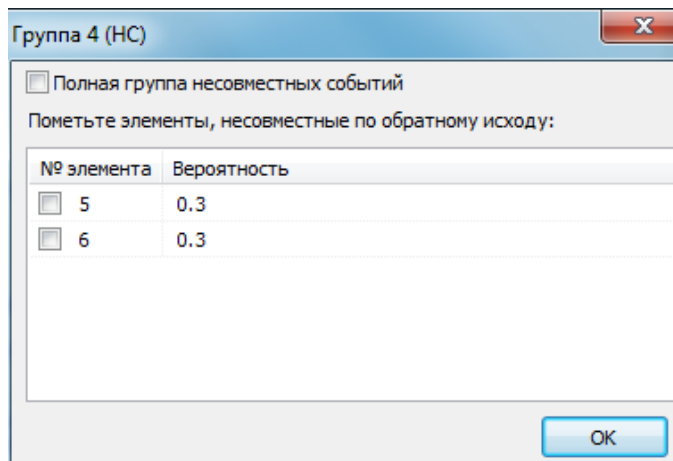 Группа 4 (НС)
Полная группа несовместных событий
Пометьте элементы, несовместные по обратному исходу:
№ элемента Вероятность
5 0.3
6 0.3
OK